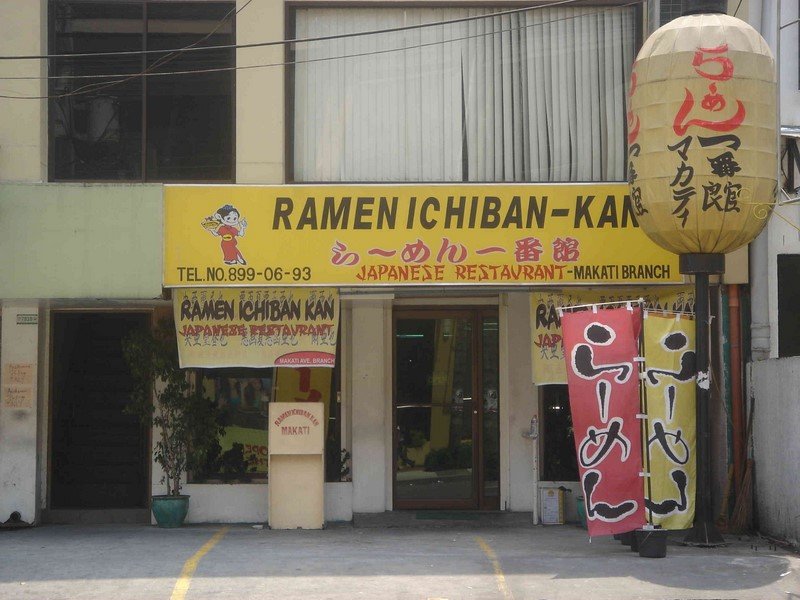 RAMEN ICHIBAN-KAN
らーめん一番館
TEL.NO.899-06-93
JAPANESE RESTAURANT-MAKATI BRANCH
RAMEN ICHIBAN KAN
JAPANESE RESTAURANT
MAKATI AVE. BRANCH
RAMEN ICHIBAN KAN
MAKATI
らーめん
一番館
マカティ
らーめん
らーめん